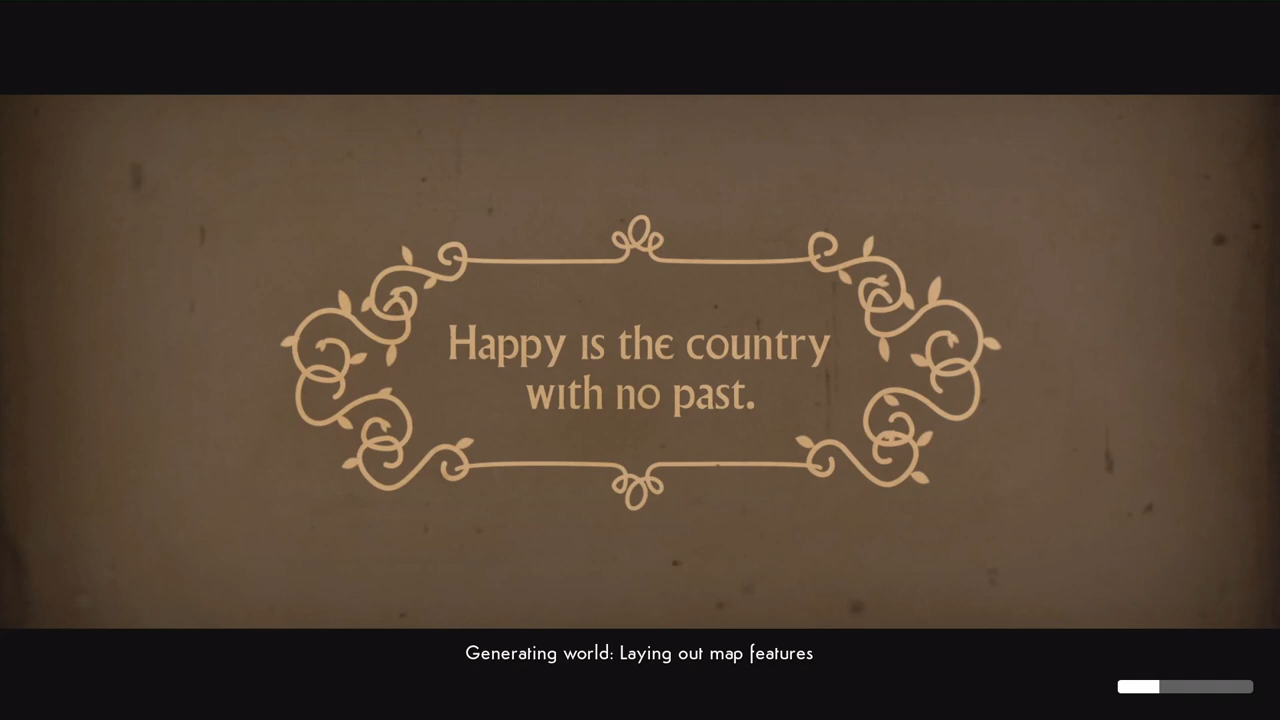 Happy is the country
with no past.
Generating world: Laying out map features